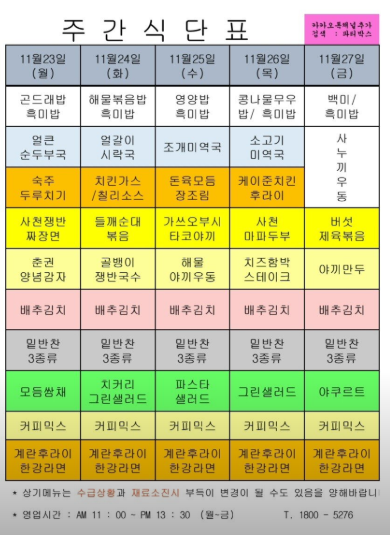 주 간 식 단 표
카카오톡채널추가
검색 : 파티박스
11월23일 11월24일 11월25일 11월26일 11월27일
(월) (화) (수) (목) (금)
곤드래밥 해물볶음밥 영양밥 콩나물무우 백미/
흑미밥 흑미밥 흑미밥 밥/ 흑미밥 흑미밥
얼큰 얼갈이 조개미역국 소고기 사누끼우동
순두부국 시락국 미역국
숙주 치킨가스 돈육모듬 케이준치킨
두루치기 /칠리소스 장조림 후라이
사천쟁반 들깨순대 가쓰오부시 사천 버섯
짜장면 볶음 타코야끼 마파두부 제육볶음
춘권 골뱅이 해물 치즈함박 야끼만두
양념감자 쟁반국수 야끼우동 스테이크
배추김치 배추김치 배추김치 배추김치 배추김치
밑반찬 밑반찬 밑반찬 밑반찬 밑반찬
3종류 3종류 3종류 3종류 3종류
모듬쌈채 치커리 파스타 그린샐러드 야쿠르트
그린샐러드 샐러드
커피믹스 커피믹스 커피믹스 커피믹스 커피믹스
계란후라이 계란후라이 계란후라이 계란후라이 계란후라이
한강라면 한강라면 한강라면 한강라면 한강라면
* 상기메뉴는 수급상황과 재료소진시 부득이 변경이 될 수도 있음을 양해바랍니
* 영업시간 : AM 11 : 00 ~ PM 13 : 30 (월~금) T. 1800 - 5276